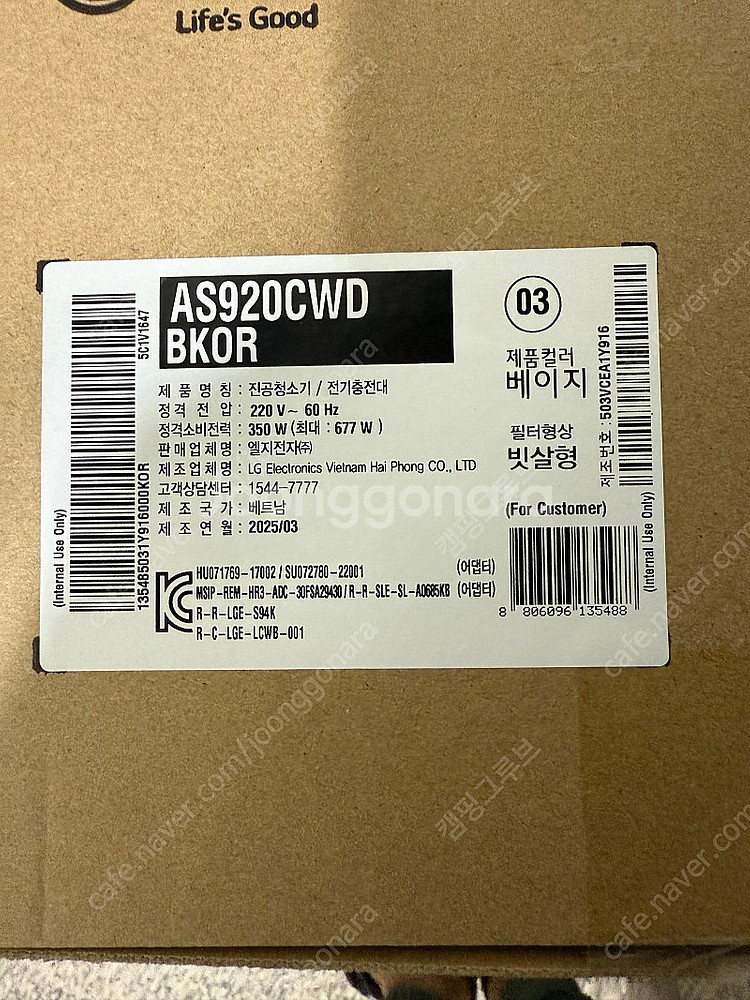 Life's Good
AS920CWD
BKOR
03
제품컬러
베이지
필터형상
빗살형
(For Customer)
제 품 명 칭 : 진공청소기 / 전기충전대
정 격 전 압 : 220 V ~ 60 Hz
정격소비전력 : 350 W (최대 : 677 W )
판 매 업 체 명 : 엘지전자㈜
제 조 업 체 명 : LG Electronics Vietnam Hai Phong CO., LTD
고객상담센터 : 1544-7777
제 조 국 가 : 베트남
제 조 연 월 : 2025/03
HU071769-17002 / SU072780-22001 (어댑터)
MSIP-REM-HR3-ADC-30FSA29430 / R-R-SLE-SL-A0685KB (어댑터)
R-R-LGE-S94K
R-C-LGE-LCWB-001
8 806096 135488
(Internal Use Only)
135485031Y916000KOR
5C1V1647
제조번호 : 503VCEA1Y916
(Internal Use Only)
joonggonara
캠핑그루브
cafe.naver.com/joonggonara